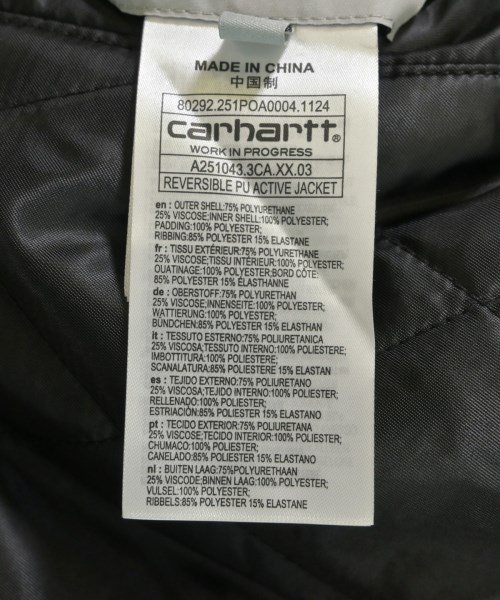 MADE IN CHINA
中国制
80292.251POA0004.1124
carhartt®
WORK IN PROGRESS
A251043.3CA.XX.03
REVERSIBLE PU ACTIVE JACKET
en : OUTER SHELL:75% POLYURETHANE
25% VISCOSE;INNER SHELL:100% POLYESTER;
PADDING:100% POLYESTER;
RIBBING:85% POLYESTER 15% ELASTANE
fr : TISSU EXTÉRIEUR:75% POLYURÉTHANE
25% VISCOSE;TISSU INTÉRIEUR:100% POLYESTER;
OUATINAGE:100% POLYESTER;BORD CÔTE:
85% POLYESTER 15% ÉLASTHANNE
de : OBERSTOFF:75% POLYURETHAN
25% VISCOSE;INNENSEITE:100% POLYESTER;
WATTIERUNG:100% POLYESTER;
BÜNDCHEN:85% POLYESTER 15% ELASTHAN
it : TESSUTO ESTERNO:75% POLIURETANICA
25% VISCOSA,TESSUTO INTERNO:100% POLIESTERE;
IMBOTTITURA:100% POLIESTERE;
SCANALATURA:85% POLIESTERE 15% ELASTAN
es : TEJIDO EXTERNO:75% POLIURETANO
25% VISCOSA;TEJIDO INTERNO:100% POLIESTER;
RELLENADO:100% POLIESTER;
ESTRIACIÓN:85% POLIESTER 15% ELASTANO
pt : TECIDO EXTERIOR:75% POLIURETANA
25% VISCOSE;TECIDO INTERIOR:100% POLIESTER;
CHUMACO:100% POLIESTER;
CANELADO:85% POLIESTER 15% ELASTANO
nl : BUITEN LAAG:75%POLYURETHAAN
25% VISCODE;BINNEN LAAG:100% POLYESTER;
VULSEL:100% POLYESTER;
RIBBELS:85% POLYESTER 15% ELASTANE